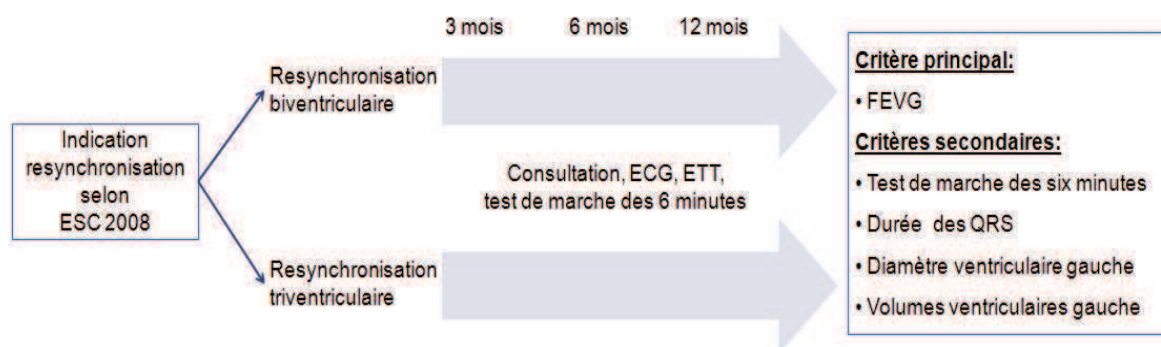 3 mois
6 mois
12 mois
Indication
resynchronisation
selon
ESC 2008
Resynchronisation
biventriculaire
Consultation, ECG, ETT,
test de marche des 6 minutes
Resynchronisation
triventriculaire
Critère principal:
• FEVG
Critères secondaires:
• Test de marche des six minutes
• Durée des QRS
• Diamètre ventriculaire gauche
• Volumes ventriculaires gauche